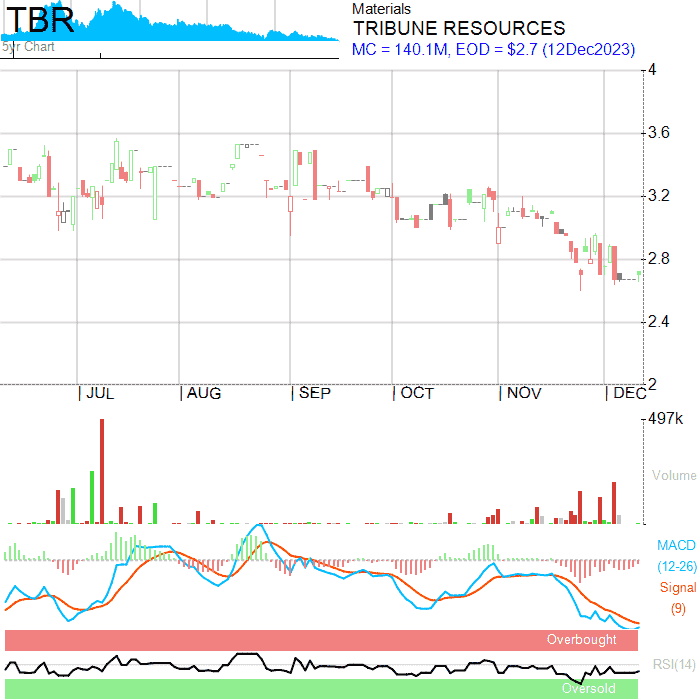 TBR
5yr Chart
Materials
TRIBUNE RESOURCES
MC = 140.1M, EOD = $2.7 (12Dec2023)
4
3.6
3.2
2.8
2.4
2
| JUL | AUG | SEP | OCT | NOV | DEC
497k
Volume
MACD
(12-26)
Signal
(9)
Overbought
RSI(14)
Oversold